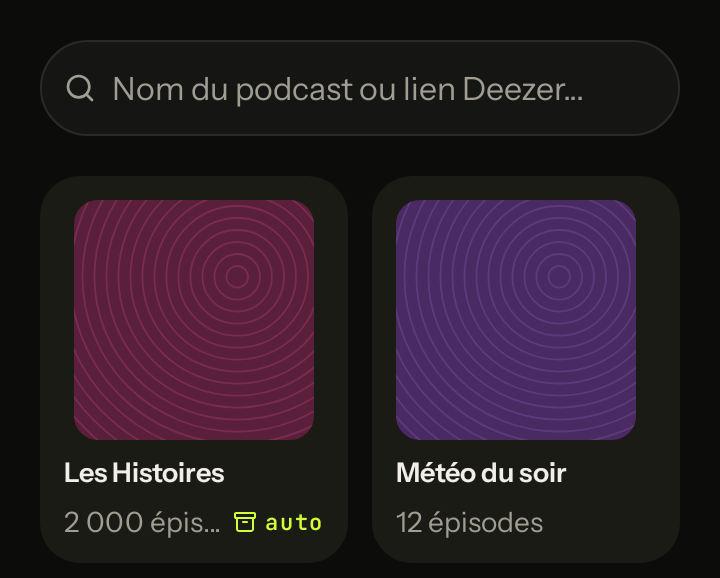 Nom du podcast ou lien Deezer...
Les Histoires
2 000 épis... auto
Météo du soir
12 épisodes